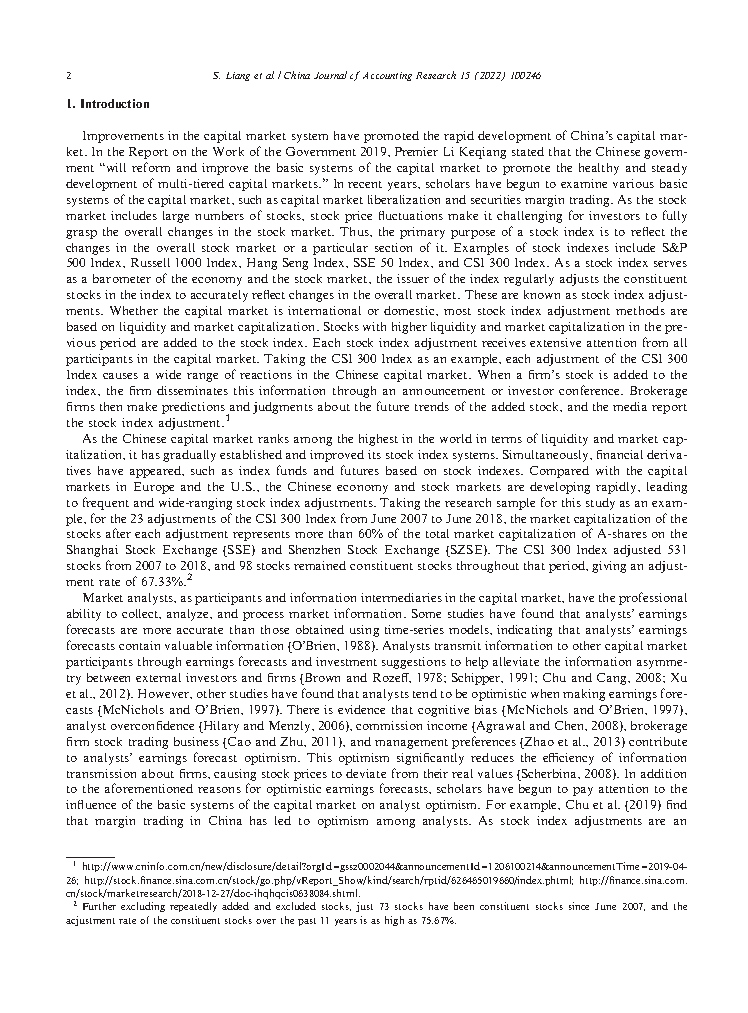 2
S. Liang et al. / China Journal of Accounting Research 15 (2022) 100246
1. Introduction
Improvements in the capital market system have promoted the rapid development of China's capital mar-
ket. In the Report on the Work of the Government 2019, Premier Li Keqiang stated that the Chinese govern-
ment "will reform and improve the basic systems of the capital market to promote the healthy and steady
development of multi-tiered capital markets." In recent years, scholars have begun to examine various basic
systems of the capital market, such as capital market liberalization and securities margin trading. As the stock
market includes large numbers of stocks, stock price fluctuations make it challenging for investors to fully
grasp the overall changes in the stock market. Thus, the primary purpose of a stock index is to reflect the
changes in the overall stock market or a particular section of it. Examples of stock indexes include S&P
500 Index, Russell 1000 Index, Hang Seng Index, SSE 50 Index, and CSI 300 Index. As a stock index serves
as a barometer of the economy and the stock market, the issuer of the index regularly adjusts the constituent
stocks in the index to accurately reflect changes in the overall market. These are known as stock index adjust-
ments. Whether the capital market is international or domestic, most stock index adjustment methods are
based on liquidity and market capitalization. Stocks with higher liquidity and market capitalization in the pre-
vious period are added to the stock index. Each stock index adjustment receives extensive attention from all
participants in the capital market. Taking the CSI 300 Index as an example, each adjustment of the CSI 300
Index causes a wide range of reactions in the Chinese capital market. When a firm's stock is added to the
index, the firm disseminates this information through an announcement or investor conference. Brokerage
firms then make predictions and judgments about the future trends of the added stock, and the media report
the stock index adjustment.1
As the Chinese capital market ranks among the highest in the world in terms of liquidity and market cap-
italization, it has gradually established and improved its stock index systems. Simultaneously, financial deriva-
tives have appeared, such as index funds and futures based on stock indexes. Compared with the capital
markets in Europe and the U.S., the Chinese economy and stock markets are developing rapidly, leading
to frequent and wide-ranging stock index adjustments. Taking the research sample for this study as an exam-
ple, for the 23 adjustments of the CSI 300 Index from June 2007 to June 2018, the market capitalization of the
stocks after each adjustment represents more than 60% of the total market capitalization of A-shares on the
Shanghai Stock Exchange (SSE) and Shenzhen Stock Exchange (SZSE). The CSI 300 Index adjusted 531
stocks from 2007 to 2018, and 98 stocks remained constituent stocks throughout that period, giving an adjust-
ment rate of 67.33%.2
Market analysts, as participants and information intermediaries in the capital market, have the professional
ability to collect, analyze, and process market information. Some studies have found that analysts' earnings
forecasts are more accurate than those obtained using time-series models, indicating that analysts' earnings
forecasts contain valuable information (O'Brien, 1988). Analysts transmit information to other capital market
participants through earnings forecasts and investment suggestions to help alleviate the information asymme-
try between external investors and firms (Brown and Rozeff, 1978; Schipper, 1991; Chu and Cang, 2008; Xu
et al., 2012). However, other studies have found that analysts tend to be optimistic when making earnings fore-
casts (McNichols and O'Brien, 1997). There is evidence that cognitive bias (McNichols and O'Brien, 1997),
analyst overconfidence (Hilary and Menzly, 2006), commission income (Agrawal and Chen, 2008), brokerage
firm stock trading business (Cao and Zhu, 2011), and management preferences (Zhao et al., 2013) contribute
to analysts' earnings forecast optimism. This optimism significantly reduces the efficiency of information
transmission about firms, causing stock prices to deviate from their real values (Scherbina, 2008). In addition
to the aforementioned reasons for optimistic earnings forecasts, scholars have begun to pay attention to the
influence of the basic systems of the capital market on analyst optimism. For example, Chu et al. (2019) find
that margin trading in China has led to optimism among analysts. As stock index adjustments are an
1 http://www.cninfo.com.cn/new/disclosure/detail?orgId=gssz0002044&announcementId=1206100214&announcementTime=2019-04-
26; http://stock.finance.sina.com.cn/stock/go.php/vReport_Show/kind/search/rptid/626465019660/index.phtml; http://finance.sina.com.
cn/stock/marketresearch/2018-12-27/doc-ihqhqcis0638084.shtml.
2 Further excluding repeatedly added and excluded stocks, just 73 stocks have been constituent stocks since June 2007, and the
adjustment rate of the constituent stocks over the past 11 years is as high as 75.67%.